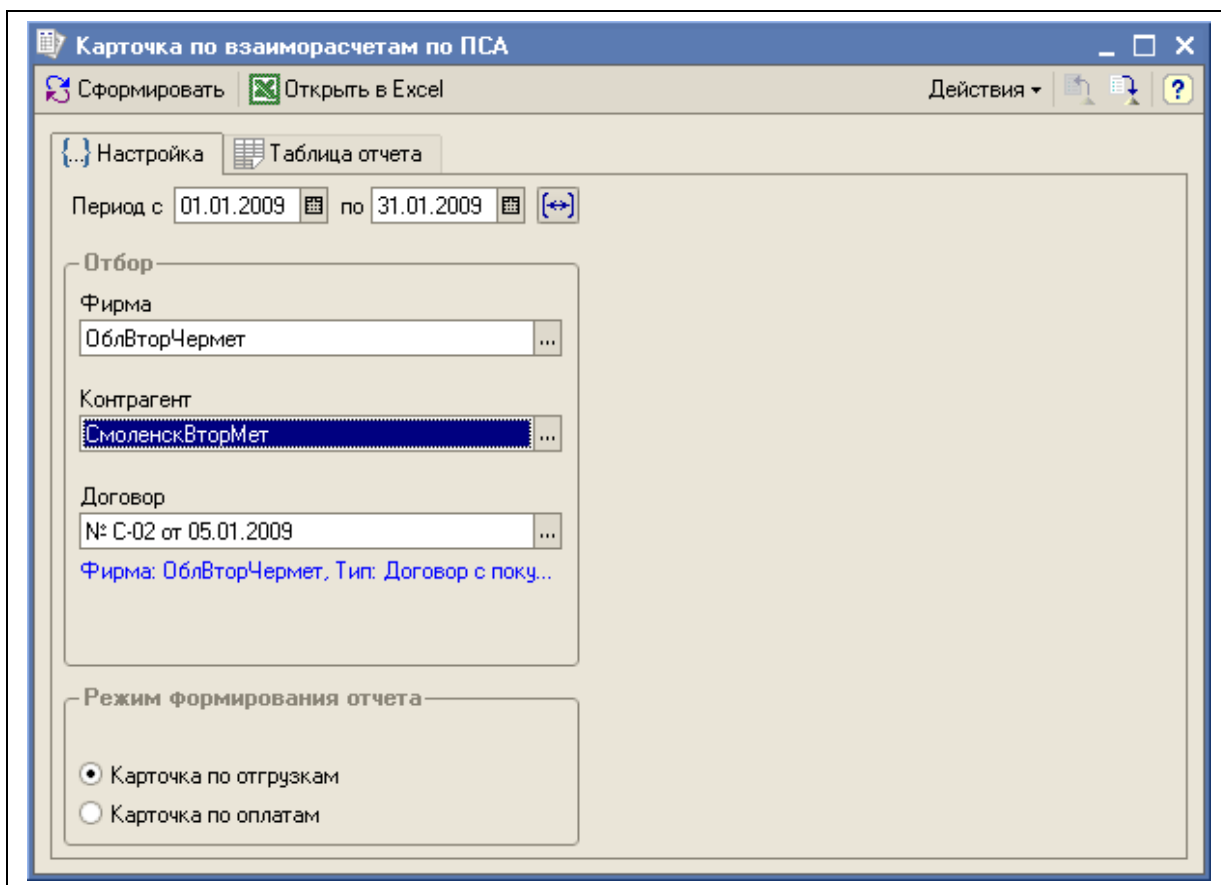 Карточка по взаиморасчетам по ПСА
Сформировать Открыть в Excel Действия ?
{...} Настройка Таблица отчета
Период с 01.01.2009 по 31.01.2009
Отбор
Фирма
ОблВторЧермет ...
Контрагент
СмоленскВторМет ...
Договор
№ С-02 от 05.01.2009 ...
Фирма: ОблВторЧермет, Тип: Договор с поку...
Режим формирования отчета
Карточка по отгрузкам
Карточка по оплатам